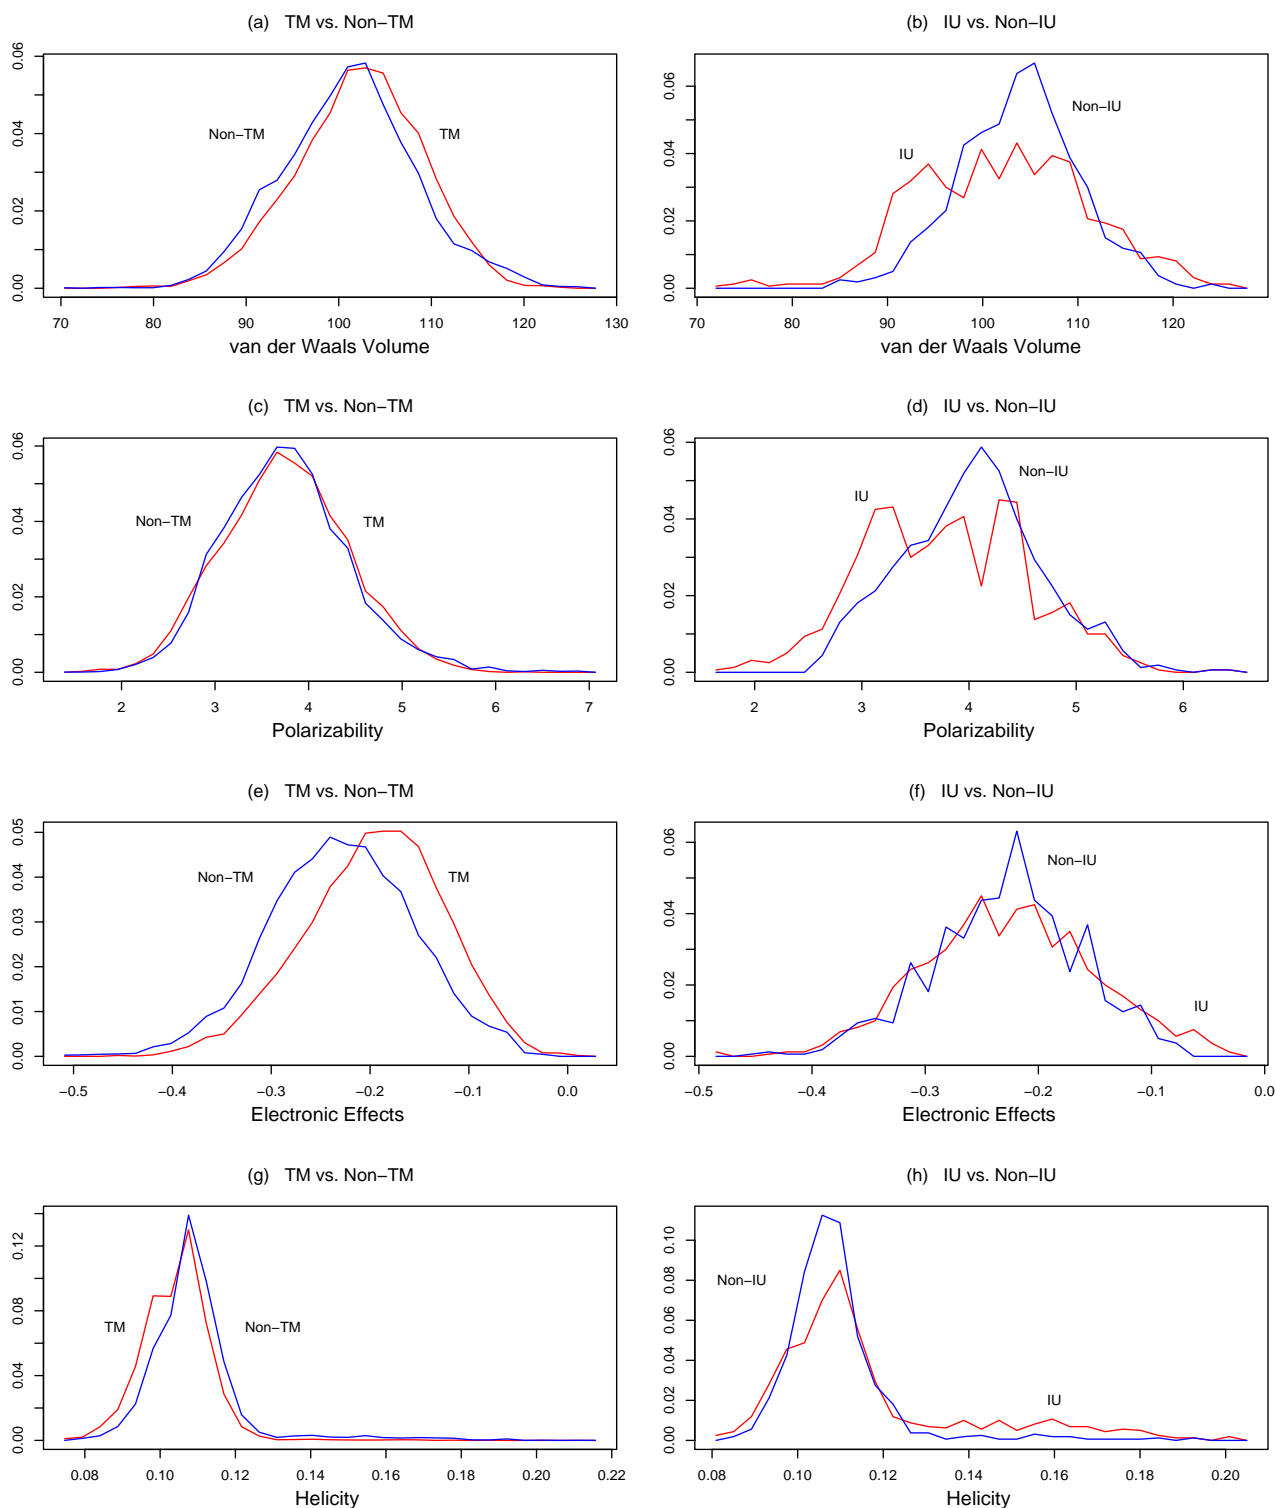 (a) TM vs. Non−TM
0.00 0.02 0.04 0.06
Non−TM
TM
70 80 90 100 110 120 130
van der Waals Volume
(b) IU vs. Non−IU
0.00 0.02 0.04 0.06
Non−IU
IU
70 80 90 100 110 120
van der Waals Volume
(c) TM vs. Non−TM
0.00 0.02 0.04 0.06
Non−TM
TM
2 3 4 5 6 7
Polarizability
(d) IU vs. Non−IU
0.00 0.02 0.04 0.06
IU
Non−IU
2 3 4 5 6
Polarizability
(e) TM vs. Non−TM
0.00 0.01 0.02 0.03 0.04 0.05
Non−TM
TM
−0.5 −0.4 −0.3 −0.2 −0.1 0.0
Electronic Effects
(f) IU vs. Non−IU
0.00 0.02 0.04 0.06
Non−IU
IU
−0.5 −0.4 −0.3 −0.2 −0.1 0.0
Electronic Effects
(g) TM vs. Non−TM
0.00 0.04 0.08 0.12
TM
Non−TM
0.08 0.10 0.12 0.14 0.16 0.18 0.20 0.22
Helicity
(h) IU vs. Non−IU
0.00 0.02 0.04 0.06 0.08 0.10
Non−IU
IU
0.08 0.10 0.12 0.14 0.16 0.18 0.20
Helicity